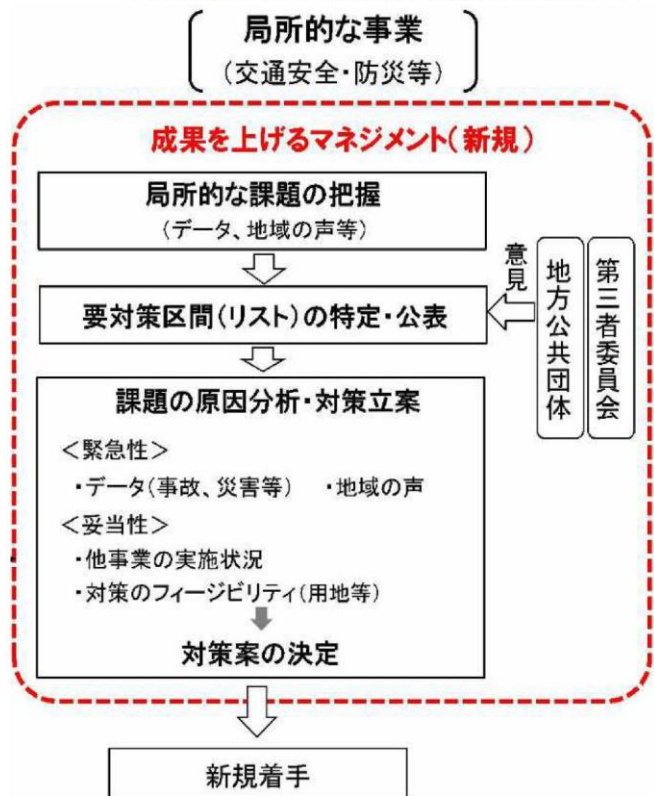 局所的な事業
(交通安全・防災等)
成果を上げるマネジメント(新規)
局所的な課題の把握
(データ、地域の声等)
意見
地方公共団体
第三者委員会
要対策区間(リスト)の特定・公表
課題の原因分析・対策立案
＜緊急性＞
・データ(事故、災害等) ・地域の声
＜妥当性＞
・他事業の実施状況
・対策のフィージビリティ(用地等)
対策案の決定
新規着手